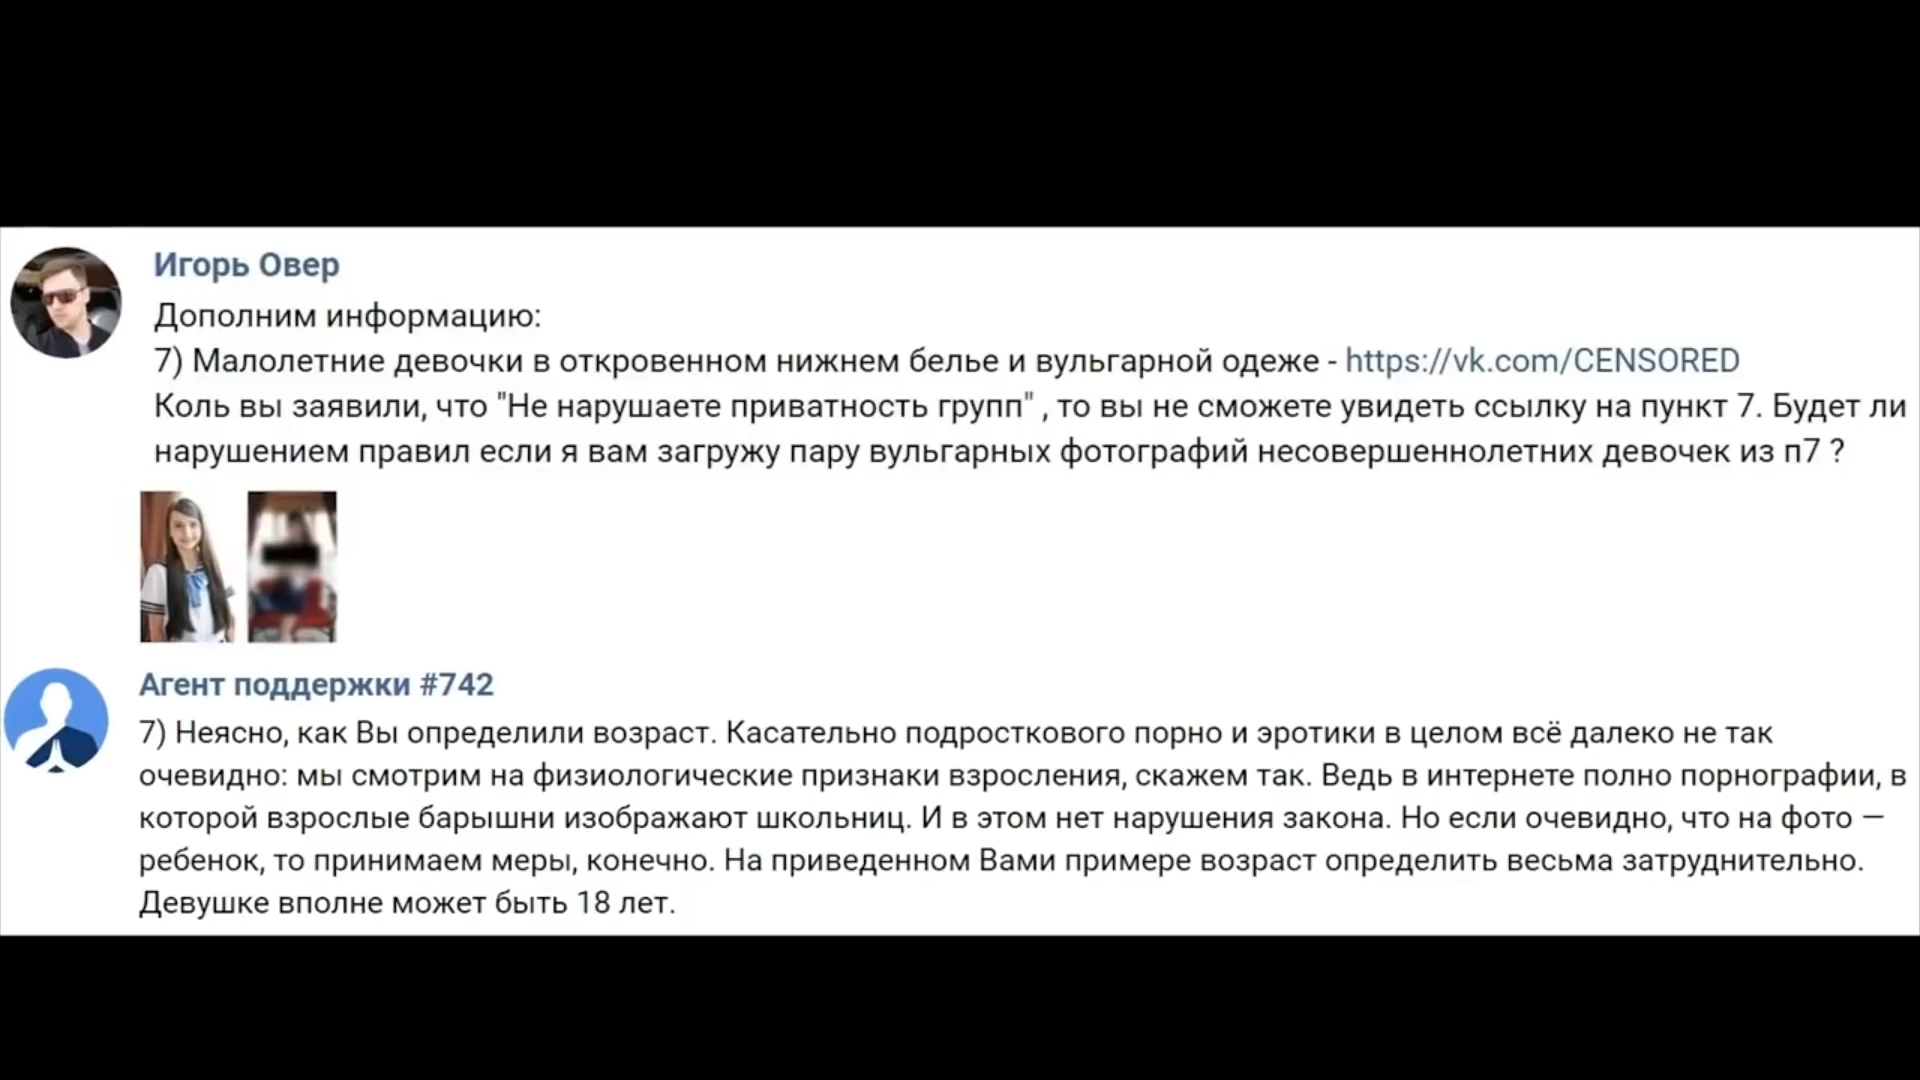 Игорь Овер
Дополним информацию:
7) Малолетние девочки в откровенном нижнем белье и вульгарной одеже - https://vk.com/CENSORED
Коль вы заявили, что "Не нарушаете приватность групп" , то вы не сможете увидеть ссылку на пункт 7. Будет ли
нарушением правил если я вам загружу пару вульгарных фотографий несовершеннолетних девочек из п7 ?
Агент поддержки #742
7) Неясно, как Вы определили возраст. Касательно подросткового порно и эротики в целом всё далеко не так
очевидно: мы смотрим на физиологические признаки взросления, скажем так. Ведь в интернете полно порнографии, в
которой взрослые барышни изображают школьниц. И в этом нет нарушения закона. Но если очевидно, что на фото —
ребенок, то принимаем меры, конечно. На приведенном Вами примере возраст определить весьма затруднительно.
Девушке вполне может быть 18 лет.